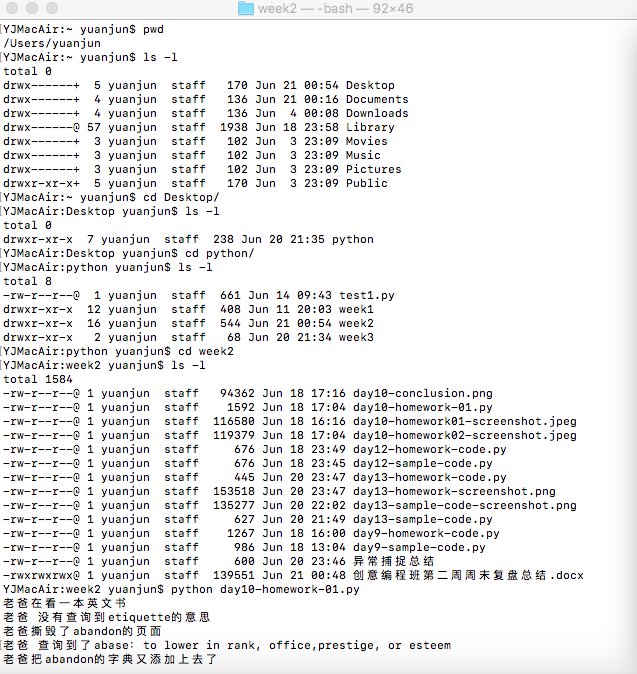 week2 — -bash — 92×46
[YJMacAir:~ yuanjun$ pwd
/Users/yuanjun
[YJMacAir:~ yuanjun$ ls -l
total 0
drwx------+  5 yuanjun  staff   170 Jun 21 00:54 Desktop
drwx------+  4 yuanjun  staff   136 Jun 21 00:16 Documents
drwx------+  4 yuanjun  staff   136 Jun  4 00:08 Downloads
drwx------@ 57 yuanjun  staff  1938 Jun 18 23:58 Library
drwx------+  3 yuanjun  staff   102 Jun  3 23:09 Movies
drwx------+  3 yuanjun  staff   102 Jun  3 23:09 Music
drwx------+  3 yuanjun  staff   102 Jun  3 23:09 Pictures
drwxr-xr-x+  5 yuanjun  staff   170 Jun  3 23:09 Public
[YJMacAir:~ yuanjun$ cd Desktop/
[YJMacAir:Desktop yuanjun$ ls -l
total 0
drwxr-xr-x  7 yuanjun  staff  238 Jun 20 21:35 python
[YJMacAir:Desktop yuanjun$ cd python/
[YJMacAir:python yuanjun$ ls -l
total 8
-rw-r--r--@  1 yuanjun  staff  661 Jun 14 09:43 test1.py
drwxr-xr-x  12 yuanjun  staff  408 Jun 11 20:03 week1
drwxr-xr-x  16 yuanjun  staff  544 Jun 21 00:54 week2
drwxr-xr-x   2 yuanjun  staff   68 Jun 20 21:34 week3
[YJMacAir:python yuanjun$ cd week2
[YJMacAir:week2 yuanjun$ ls -l
total 1584
-rw-r--r--@ 1 yuanjun  staff   94362 Jun 18 17:16 day10-conclusion.png
-rw-r--r--@ 1 yuanjun  staff    1592 Jun 18 17:04 day10-homework-01.py
-rw-r--r--@ 1 yuanjun  staff  116580 Jun 18 16:16 day10-homework01-screenshot.jpeg
-rw-r--r--@ 1 yuanjun  staff  119379 Jun 18 17:04 day10-homework02-screenshot.jpeg
-rw-r--r--@ 1 yuanjun  staff     676 Jun 18 23:49 day12-homework-code.py
-rw-r--r--@ 1 yuanjun  staff     676 Jun 18 23:45 day12-sample-code.py
-rw-r--r--@ 1 yuanjun  staff     445 Jun 20 23:47 day13-homework-code.py
-rw-r--r--@ 1 yuanjun  staff  153518 Jun 20 23:47 day13-homework-screenshot.png
-rw-r--r--@ 1 yuanjun  staff  135277 Jun 20 22:02 day13-sample-code-screenshot.png
-rw-r--r--@ 1 yuanjun  staff     627 Jun 20 21:49 day13-sample-code.py
-rw-r--r--@ 1 yuanjun  staff    1267 Jun 18 16:00 day9-homework-code.py
-rw-r--r--@ 1 yuanjun  staff     986 Jun 18 13:04 day9-sample-code.py
-rw-r--r--@ 1 yuanjun  staff     600 Jun 20 23:46 异常捕捉总结
-rwxrwxrwx@ 1 yuanjun  staff  139551 Jun 21 00:48 创意编程班第二周周末复盘总结.docx
[YJMacAir:week2 yuanjun$ python day10-homework-01.py
老爸在看一本英文书
老爸 没有查询到etiquette的意思
老爸撕毁了abandon的页面
[老爸 查询到了abase: to lower in rank, office,prestige, or esteem
老爸把abandon的字典又添加上去了